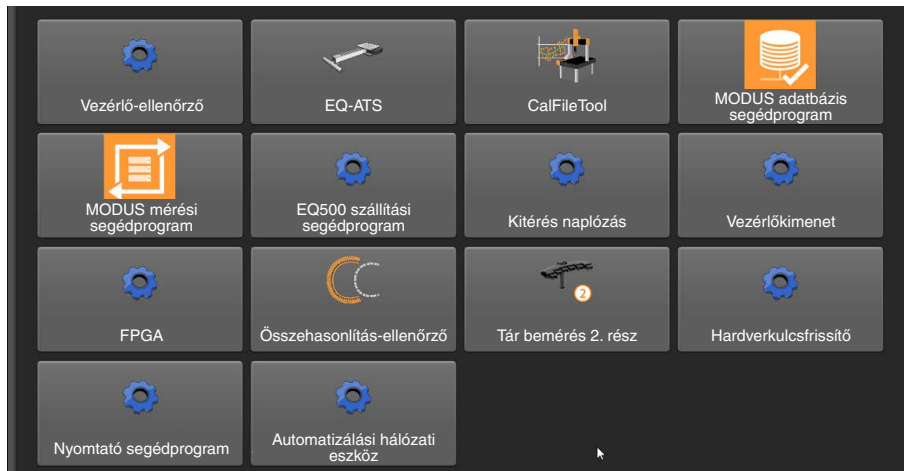 Vezérlő-ellenőrző
EQ-ATS
CalFileTool
MODUS adatbázis
segédprogram
MODUS mérési
segédprogram
EQ500 szállítási
segédprogram
Kitérés naplózás
Vezérlőkimenet
FPGA
Összehasonlítás-ellenőrző
2
Tár bemérés 2. rész
Hardverkulcsfrissítő
Nyomtató segédprogram
Automatizálási hálózati
eszköz